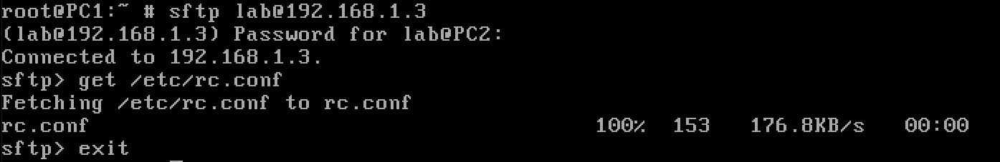 root@PC1:~ # sftp lab@192.168.1.3
(lab@192.168.1.3) Password for lab@PC2:
Connected to 192.168.1.3.
sftp> get /etc/rc.conf
Fetching /etc/rc.conf to rc.conf
rc.conf 100% 153 176.8KB/s 00:00
sftp> exit